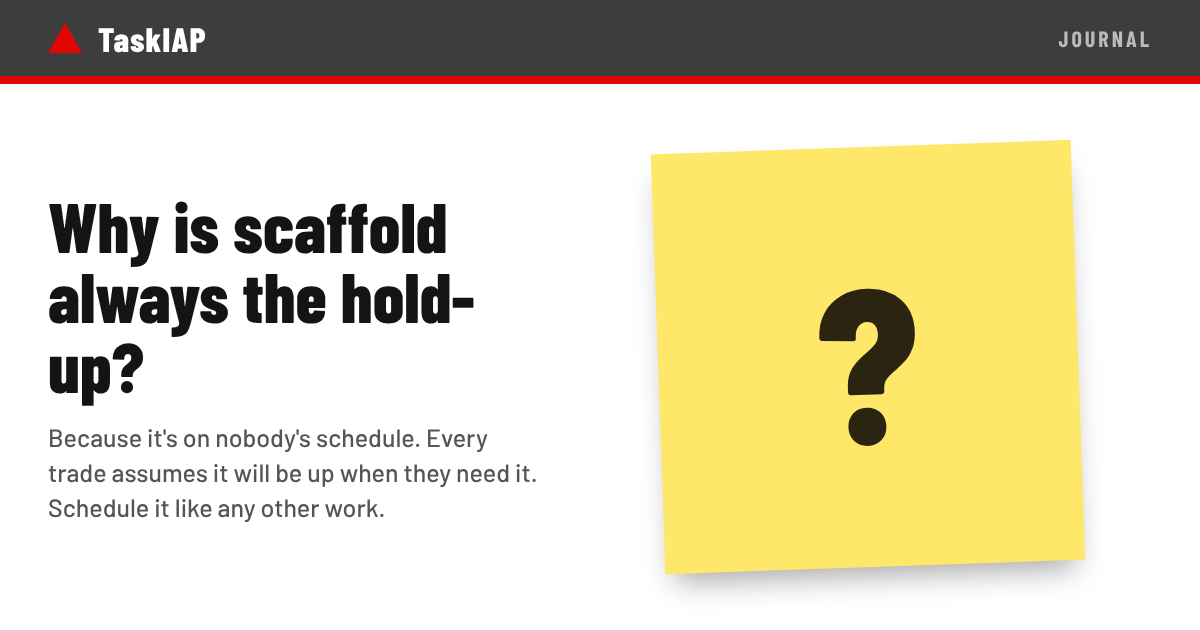 TaskIAP
JOURNAL
Why is scaffold
always the hold-
up?
Because it's on nobody's schedule. Every
trade assumes it will be up when they need it.
Schedule it like any other work.
?